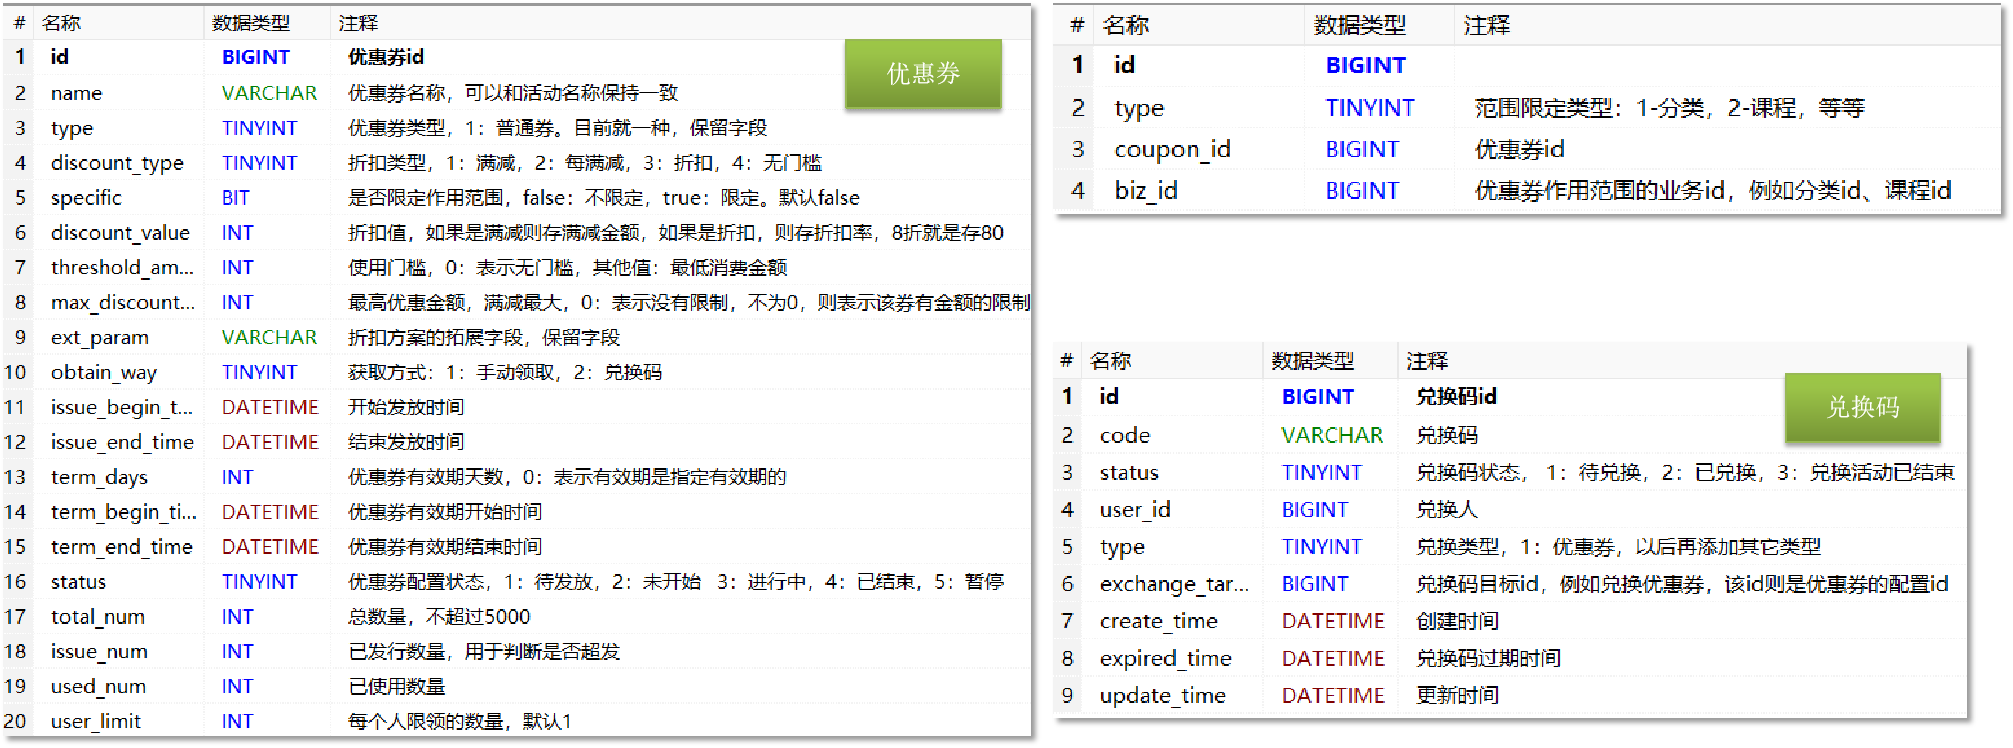 # 名称 数据类型 注释
1 id BIGINT 优惠券id
优惠券
2 name VARCHAR 优惠券名称，可以和活动名称保持一致
3 type TINYINT 优惠券类型，1：普通券。目前就一种，保留字段
4 discount_type TINYINT 折扣类型，1：满减，2：每满减，3：折扣，4：无门槛
5 specific BIT 是否限定作用范围，false：不限定，true：限定。默认false
6 discount_value INT 折扣值，如果是满减则存满减金额，如果是折扣，则存折扣率，8折就是存80
7 threshold_am... INT 使用门槛，0：表示无门槛，其他值：最低消费金额
8 max_discount... INT 最高优惠金额，满减最大，0：表示没有限制，不为0，则表示该券有金额的限制
9 ext_param VARCHAR 折扣方案的拓展字段，保留字段
10 obtain_way TINYINT 获取方式：1：手动领取，2：兑换码
11 issue_begin_t... DATETIME 开始发放时间
12 issue_end_time DATETIME 结束发放时间
13 term_days INT 优惠券有效期天数，0：表示有效期是指定有效期的
14 term_begin_ti... DATETIME 优惠券有效期开始时间
15 term_end_time DATETIME 优惠券有效期结束时间
16 status TINYINT 优惠券配置状态，1：待发放，2：未开始 3：进行中，4：已结束，5：暂停
17 total_num INT 总数量，不超过5000
18 issue_num INT 已发行数量，用于判断是否超发
19 used_num INT 已使用数量
20 user_limit INT 每个人限领的数量，默认1
# 名称 数据类型 注释
1 id BIGINT
2 type TINYINT 范围限定类型：1-分类，2-课程，等等
3 coupon_id BIGINT 优惠券id
4 biz_id BIGINT 优惠券作用范围的业务id，例如分类id、课程id
# 名称 数据类型 注释
1 id BIGINT 兑换码id
兑换码
2 code VARCHAR 兑换码
3 status TINYINT 兑换码状态， 1：待兑换，2：已兑换，3：兑换活动已结束
4 user_id BIGINT 兑换人
5 type TINYINT 兑换类型，1：优惠券，以后再添加其它类型
6 exchange_tar... BIGINT 兑换码目标id，例如兑换优惠券，该id则是优惠券的配置id
7 create_time DATETIME 创建时间
8 expired_time DATETIME 兑换码过期时间
9 update_time DATETIME 更新时间